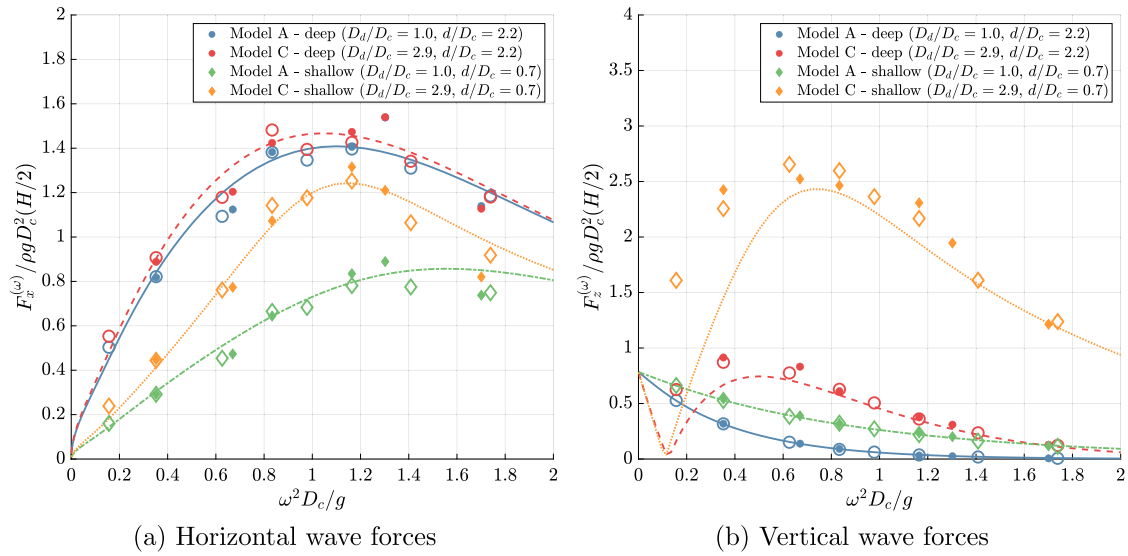 2
1.8
1.6
1.4
1.2
1
0.8
0.6
0.4
0.2
0
0 0.2 0.4 0.6 0.8 1 1.2 1.4 1.6 1.8 2
F_x^{(ω)}/ρgD_c^2(H/2)
ω^2D_c/g
Model A - deep (D_d/D_c = 1.0, d/D_c = 2.2)
Model C - deep (D_d/D_c = 2.9, d/D_c = 2.2)
Model A - shallow (D_d/D_c = 1.0, d/D_c = 0.7)
Model C - shallow (D_d/D_c = 2.9, d/D_c = 0.7)
(a) Horizontal wave forces
4
3.5
3
2.5
2
1.5
1
0.5
0
0 0.2 0.4 0.6 0.8 1 1.2 1.4 1.6 1.8 2
F_z^{(ω)}/ρgD_c^2(H/2)
ω^2D_c/g
Model A - deep (D_d/D_c = 1.0, d/D_c = 2.2)
Model C - deep (D_d/D_c = 2.9, d/D_c = 2.2)
Model A - shallow (D_d/D_c = 1.0, d/D_c = 0.7)
Model C - shallow (D_d/D_c = 2.9, d/D_c = 0.7)
(b) Vertical wave forces